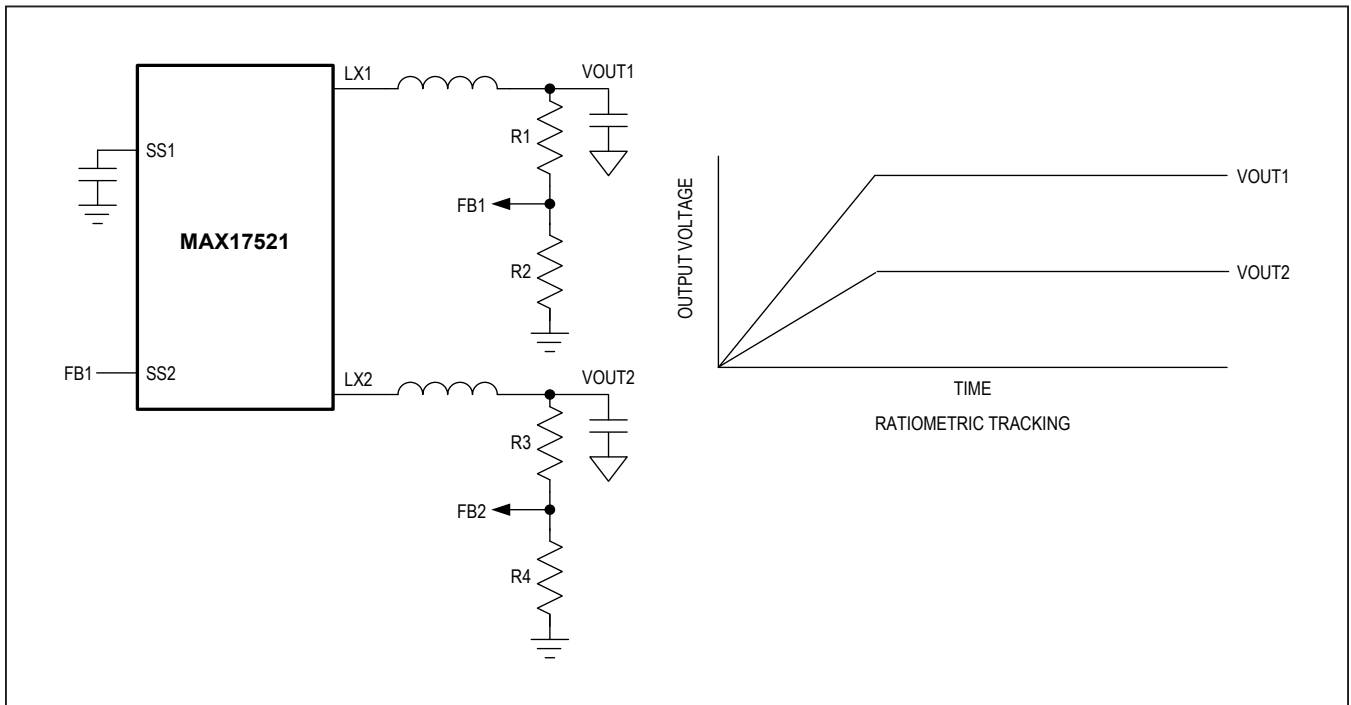 LX1
VOUT1
R1
SS1
FB1
MAX17521
R2
FB1
SS2
LX2
VOUT2
R3
FB2
R4
OUTPUT VOLTAGE
VOUT1
VOUT2
TIME
RATIOMETRIC TRACKING